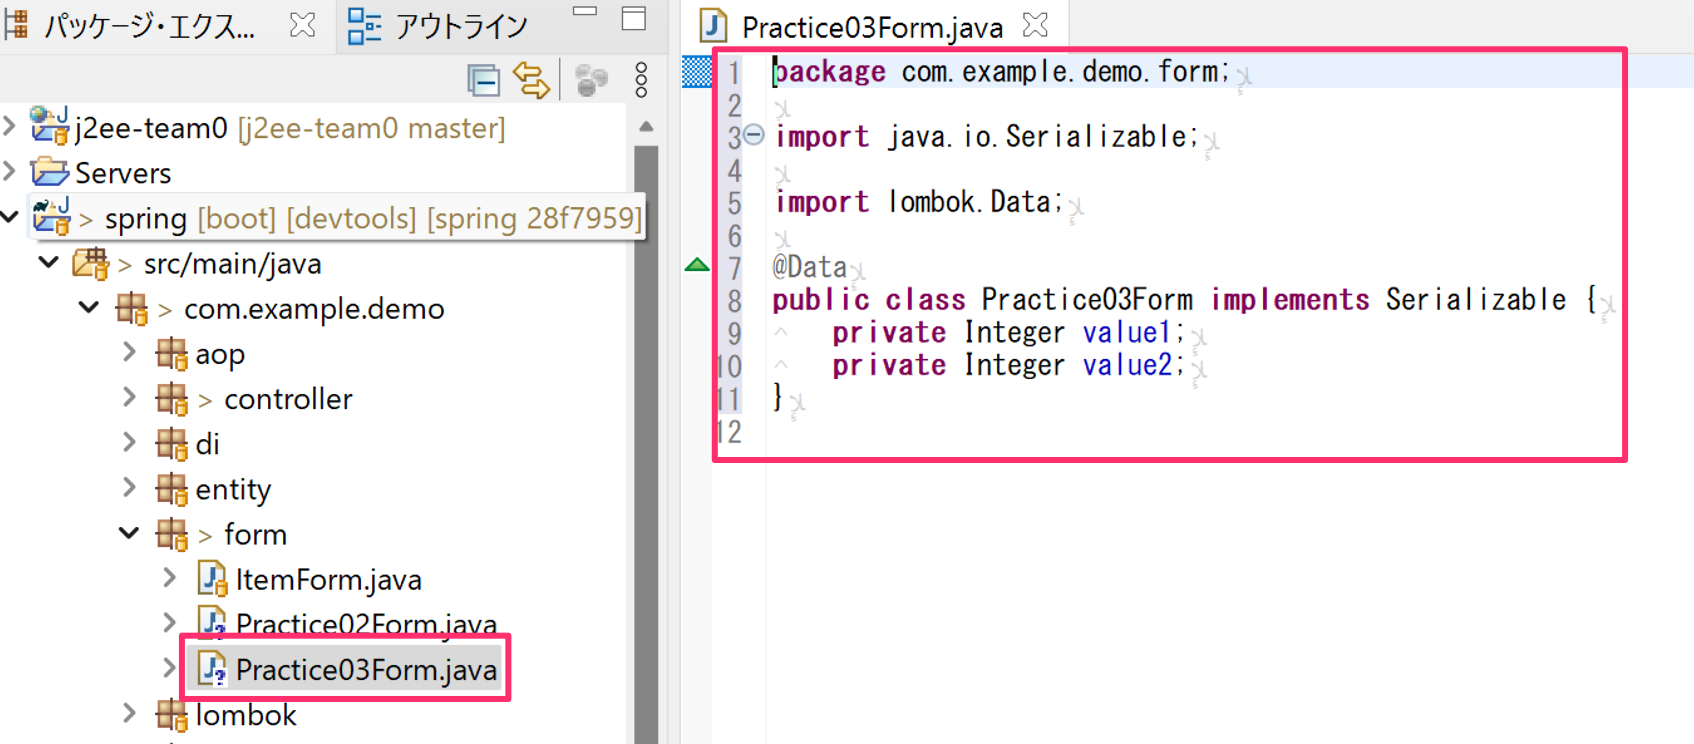 パッケージ・エクス...
アウトライン
j2ee-team0 [j2ee-team0 master]
Servers
> spring [boot] [devtools] [spring 28f7959]
> src/main/java
> com.example.demo
aop
> controller
di
entity
> form
ItemForm.java
Practice02Form.java
Practice03Form.java
lombok
Practice03Form.java
1 package com.example.demo.form;
2
3 import java.io.Serializable;
4
5 import lombok.Data;
6
7 @Data
8 public class Practice03Form implements Serializable {
9 private Integer value1;
10 private Integer value2;
11 }
12